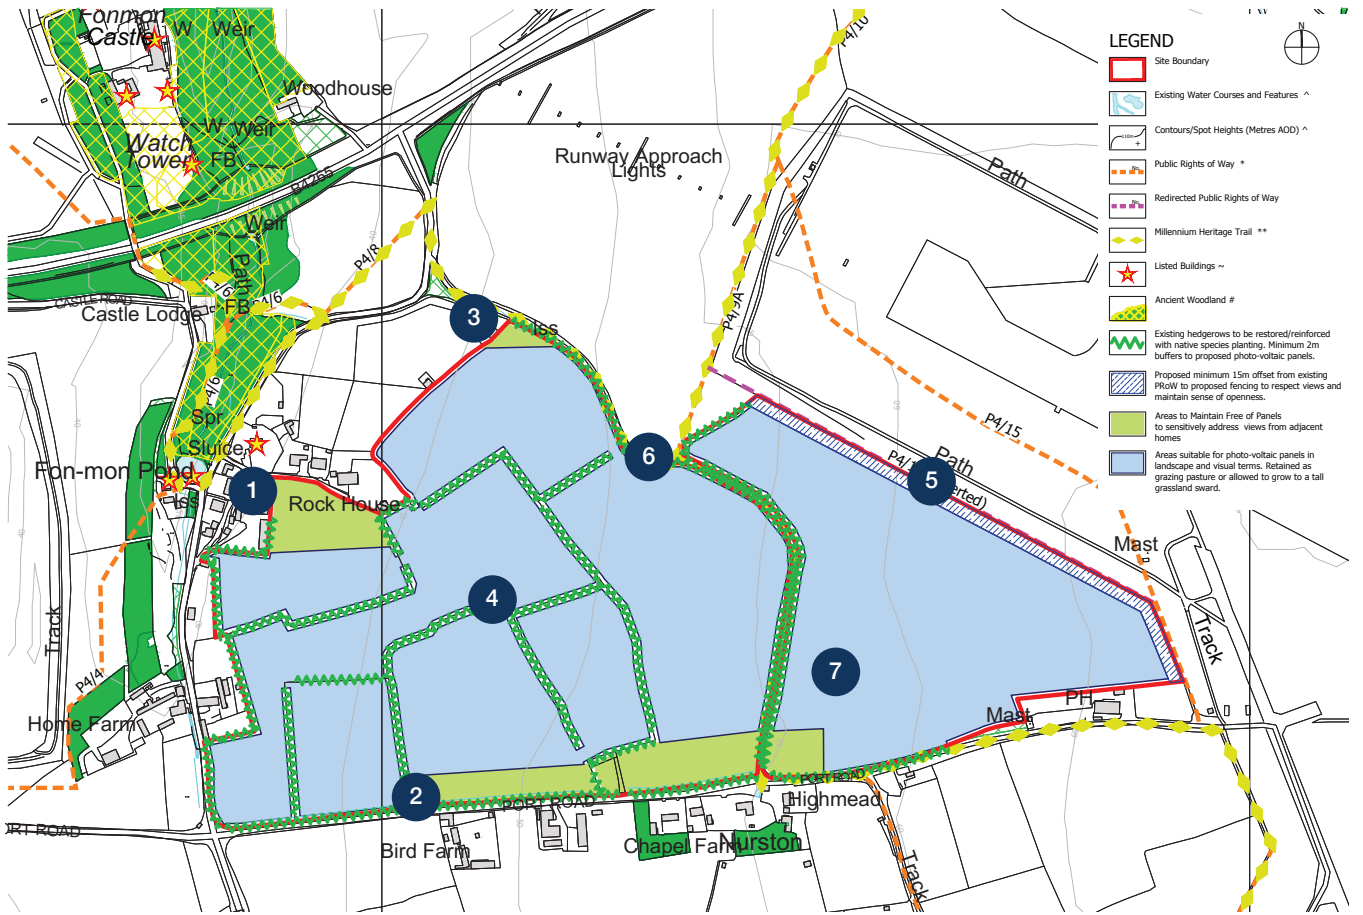 Fonmon
Castle
W
Weir
Woodhouse
W
Weir
Watch
Tower
FB
B4265
Weir
Path
P4/8
P4/10
Runway Approach
Lights
Path
P4/9A
P4/15
CASTLE ROAD
Castle Lodge
FB
P4/6
Spr
Sluice
Fon-mon Pond
Iss
Rock House
Iss
Path
Mast
Track
Track
P4/4
Home Farm
PORT ROAD
PORT ROAD
Bird Farm
Chapel Farm
Nurston
Highmead
Mast
PH
Track
1
2
3
4
5
6
7
40
40
50
60
LEGEND
N
Site Boundary
Existing Water Courses and Features ^
Contours/Spot Heights (Metres AOD) ^
Public Rights of Way *
Redirected Public Rights of Way
Millennium Heritage Trail **
Listed Buildings ~
Ancient Woodland #
Existing hedgerows to be restored/reinforced
with native species planting. Minimum 2m
buffers to proposed photo-voltaic panels.
Proposed minimum 15m offset from existing
PRoW to proposed fencing to respect views and
maintain sense of openness.
Areas to Maintain Free of Panels
to sensitively address views from adjacent
homes
Areas suitable for photo-voltaic panels in
landscape and visual terms. Retained as
grazing pasture or allowed to grow to a tall
grassland sward.